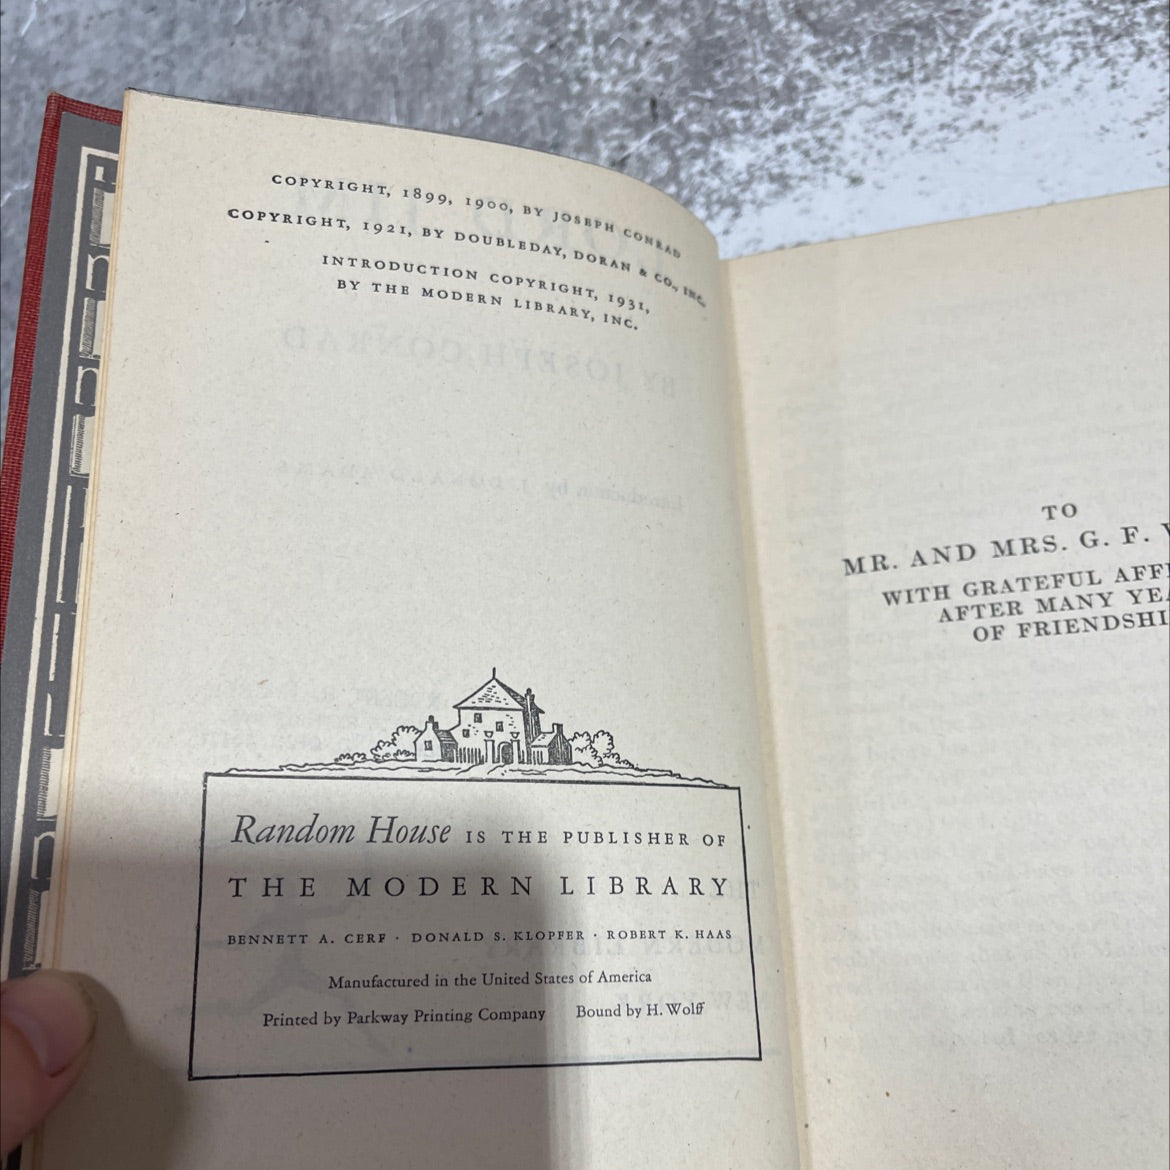 COPYRIGHT, 1899, 1900, BY JOSEPH CONRAD
COPYRIGHT, 1921, BY DOUBLEDAY, DORAN & CO., INC.
INTRODUCTION COPYRIGHT, 1931,
BY THE MODERN LIBRARY, INC.
Random House IS THE PUBLISHER OF
THE MODERN LIBRARY
BENNETT A. CERF · DONALD S. KLOPFER · ROBERT K. HAAS
Manufactured in the United States of America
Printed by Parkway Printing Company Bound by H. Wolff
TO
MR. AND MRS. G. F.
WITH GRATEFUL AFFE
AFTER MANY YEA
OF FRIENDSHI